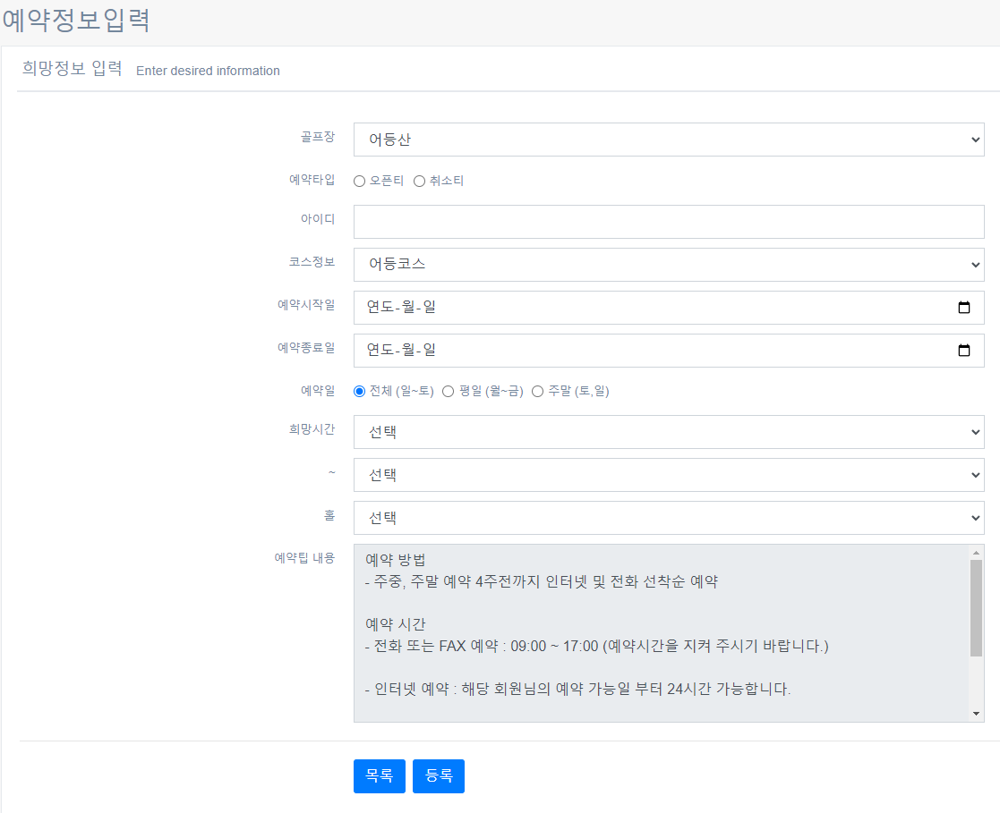 예약정보입력
희망정보 입력 Enter desired information
골프장 어등산
예약타입 오픈티 취소티
아이디
코스정보 어등코스
예약시작일 연도-월-일
예약종료일 연도-월-일
예약일 전체 (일~토) 평일 (월~금) 주말 (토,일)
희망시간 선택
~ 선택
홀 선택
예약팁 내용 예약 방법
- 주중, 주말 예약 4주전까지 인터넷 및 전화 선착순 예약
예약 시간
- 전화 또는 FAX 예약 : 09:00 ~ 17:00 (예약시간을 지켜 주시기 바랍니다.)
- 인터넷 예약 : 해당 회원님의 예약 가능일 부터 24시간 가능합니다.
목록 등록